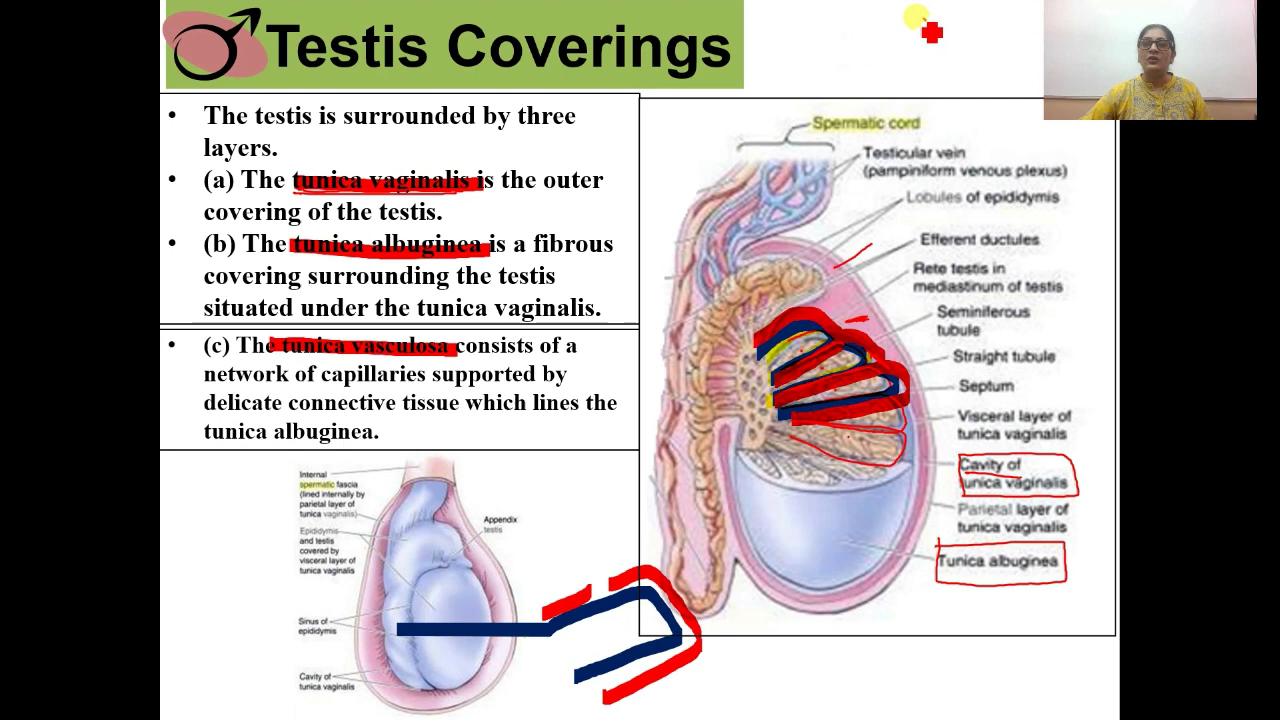 Testis Coverings
• The testis is surrounded by three
layers.
• (a) The tunica vaginalis is the outer
covering of the testis.
• (b) The tunica albuginea is a fibrous
covering surrounding the testis
situated under the tunica vaginalis.
• (c) The tunica vasculosa consists of a
network of capillaries supported by
delicate connective tissue which lines the
tunica albuginea.
Spermatic cord
Testicular vein
(pampiniform venous plexus)
Lobules of epididymis
Efferent ductules
Rete testis in
mediastinum of testis
Seminiferous
tubule
Straight tubule
Septum
Visceral layer of
tunica vaginalis
Cavity of
tunica vaginalis
Parietal layer of
tunica vaginalis
Tunica albuginea
Internal
spermatic fascia
(lined internally by
parietal layer of
tunica vaginalis)
Epididymis
and testis
covered by
visceral layer of
tunica vaginalis
Appendix
testis
Sinus of
epididymis
Cavity of
tunica vaginalis